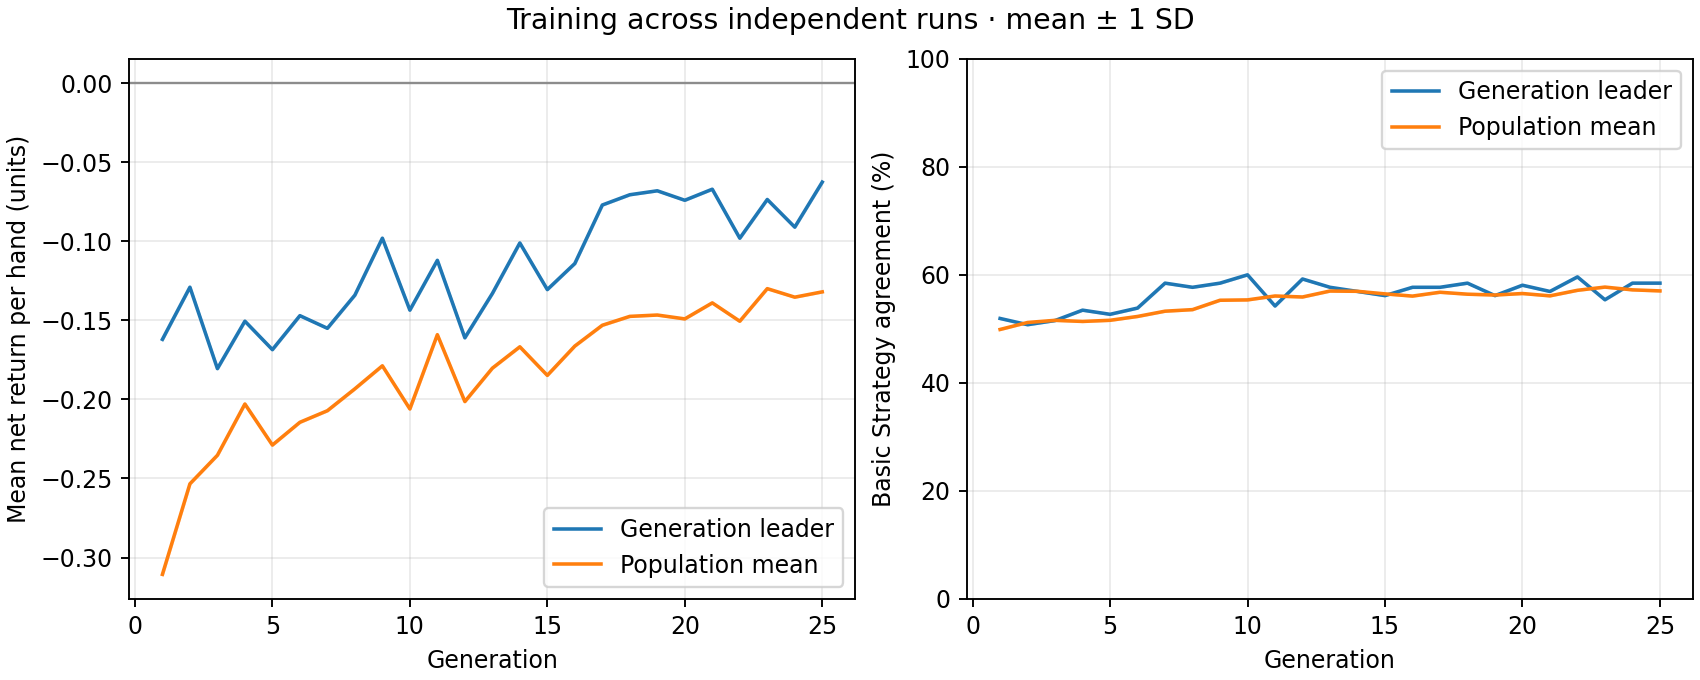 Training across independent runs · mean ± 1 SD
Mean net return per hand (units)
0.00
−0.05
−0.10
−0.15
−0.20
−0.25
−0.30
Generation leader
Population mean
0
5
10
15
20
25
Generation
Basic Strategy agreement (%)
100
80
60
40
20
0
Generation leader
Population mean
0
5
10
15
20
25
Generation